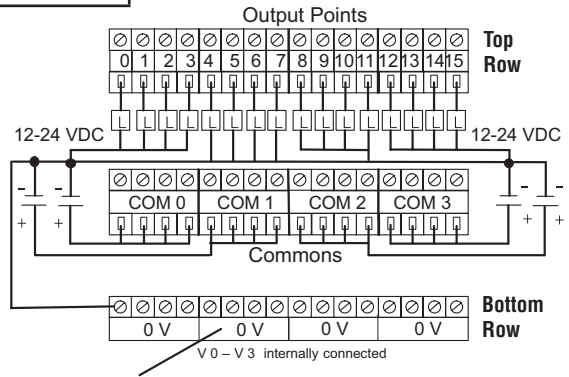 Output Points
Top Row
0 1 2 3 4 5 6 7 8 9 10 11 12 13 14 15
L L L L L L L L L L L L L L L L
12-24 VDC 12-24 VDC
- - - -
COM 0 COM 1 COM 2 COM 3
+ + + +
Commons
Bottom Row
0 V 0 V 0 V 0 V
V 0 – V 3 internally connected